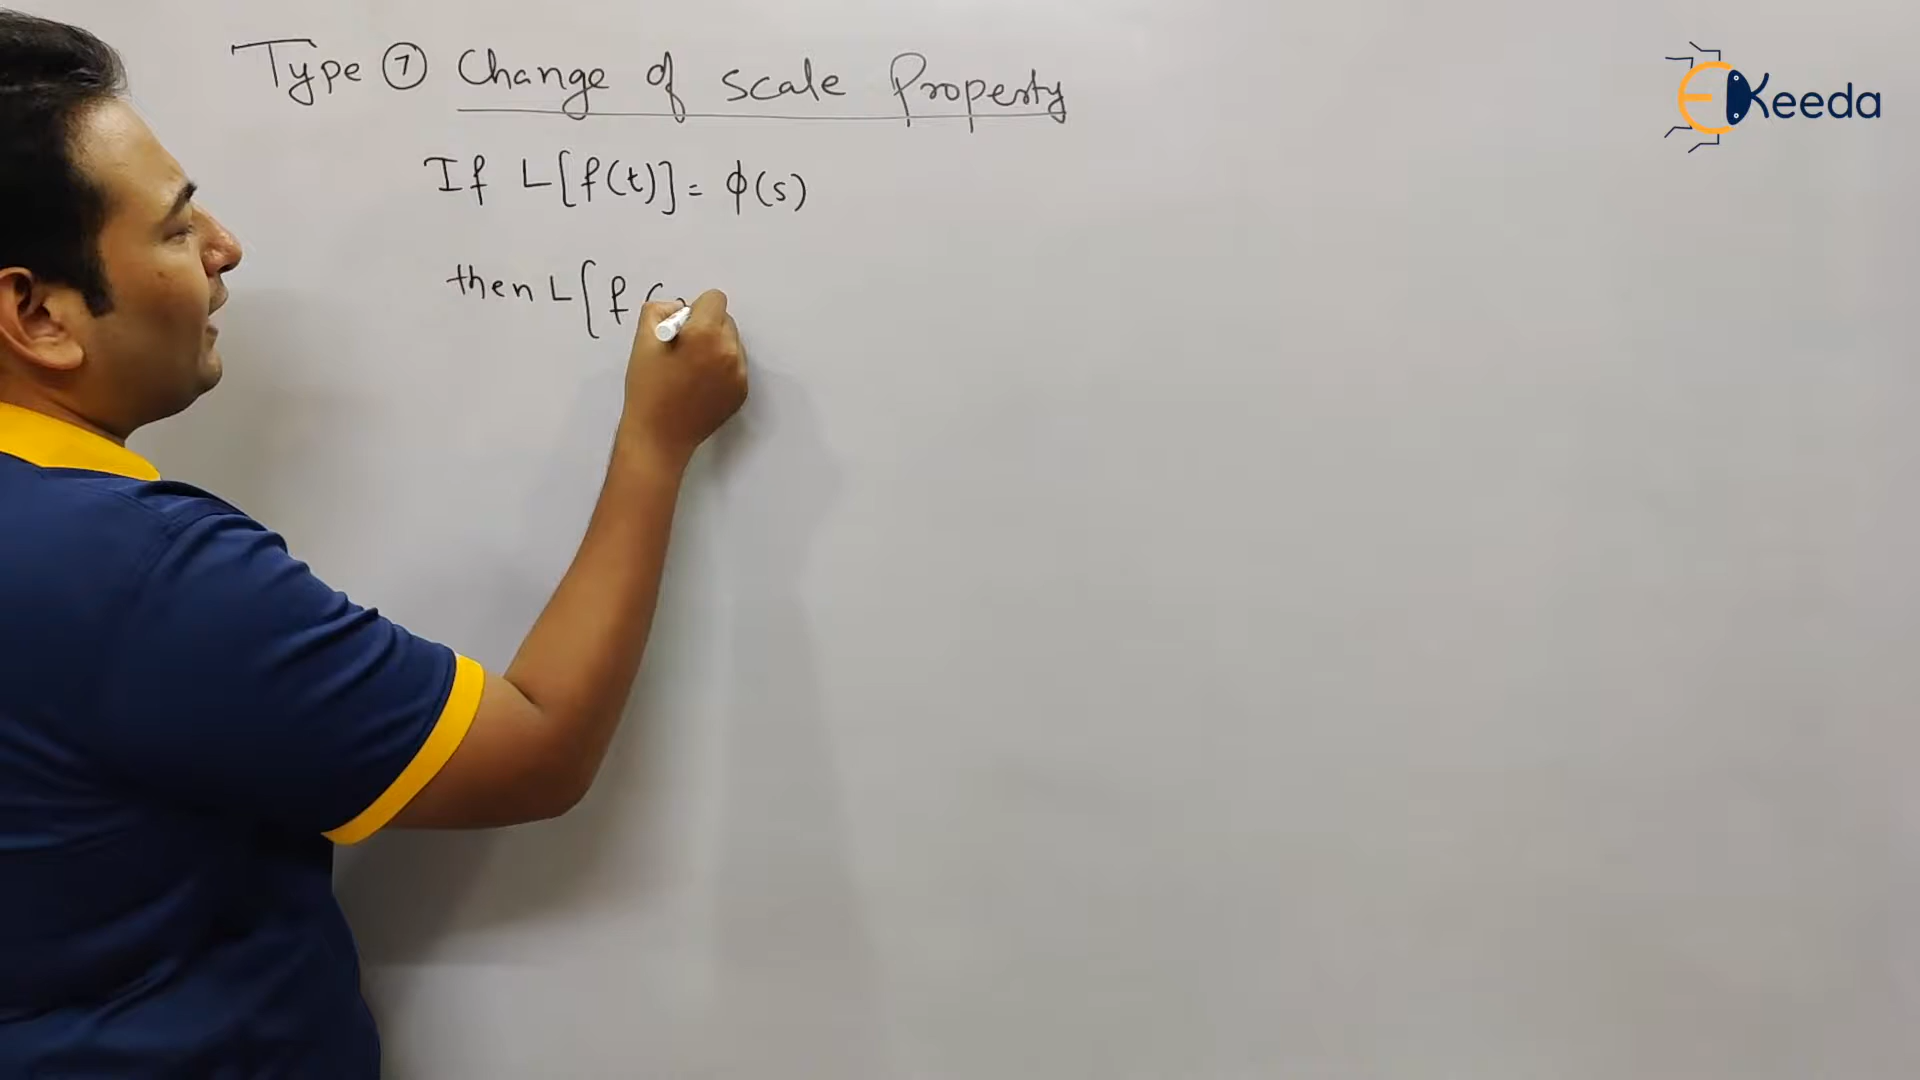 Type ⑦ Change of scale Property
EKeeda
If L[f(t)] = ϕ(s)
then L[f(